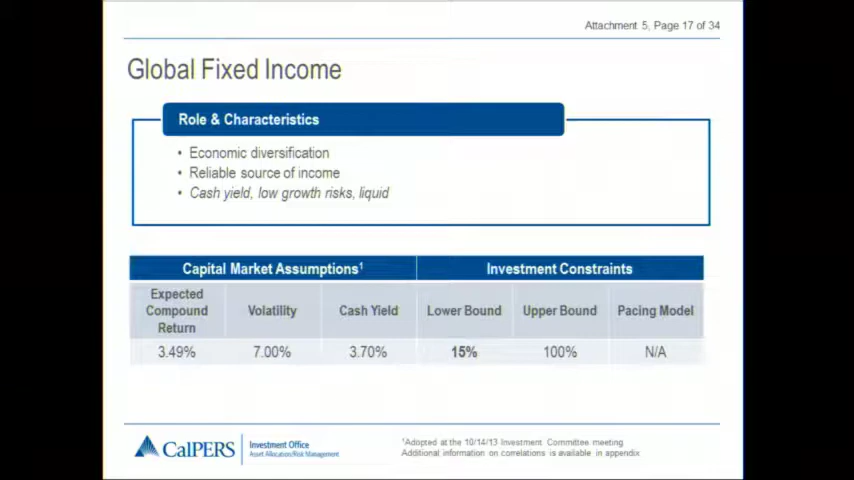 Attachment 5, Page 17 of 34
Global Fixed Income
Role & Characteristics
• Economic diversification
• Reliable source of income
• Cash yield, low growth risks, liquid
Capital Market Assumptions¹ Investment Constraints
Expected Compound Return Volatility Cash Yield Lower Bound Upper Bound Pacing Model
3.49% 7.00% 3.70% 15% 100% N/A
CalPERS
Investment Office
Asset Allocation/Risk Management
¹Adopted at the 10/14/13 Investment Committee meeting
Additional information on correlations is available in appendix